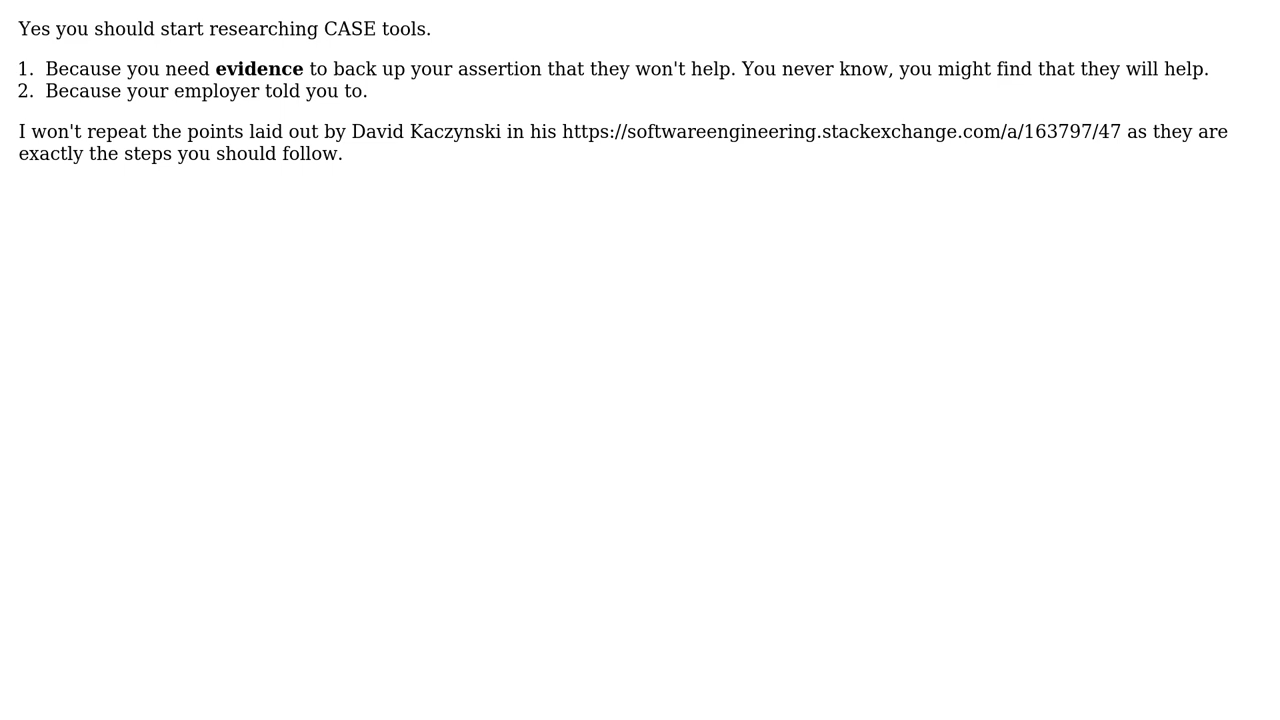 Yes you should start researching CASE tools.
1. Because you need evidence to back up your assertion that they won't help. You never know, you might find that they will help.
2. Because your employer told you to.
I won't repeat the points laid out by David Kaczynski in his https://softwareengineering.stackexchange.com/a/163797/47 as they are
exactly the steps you should follow.